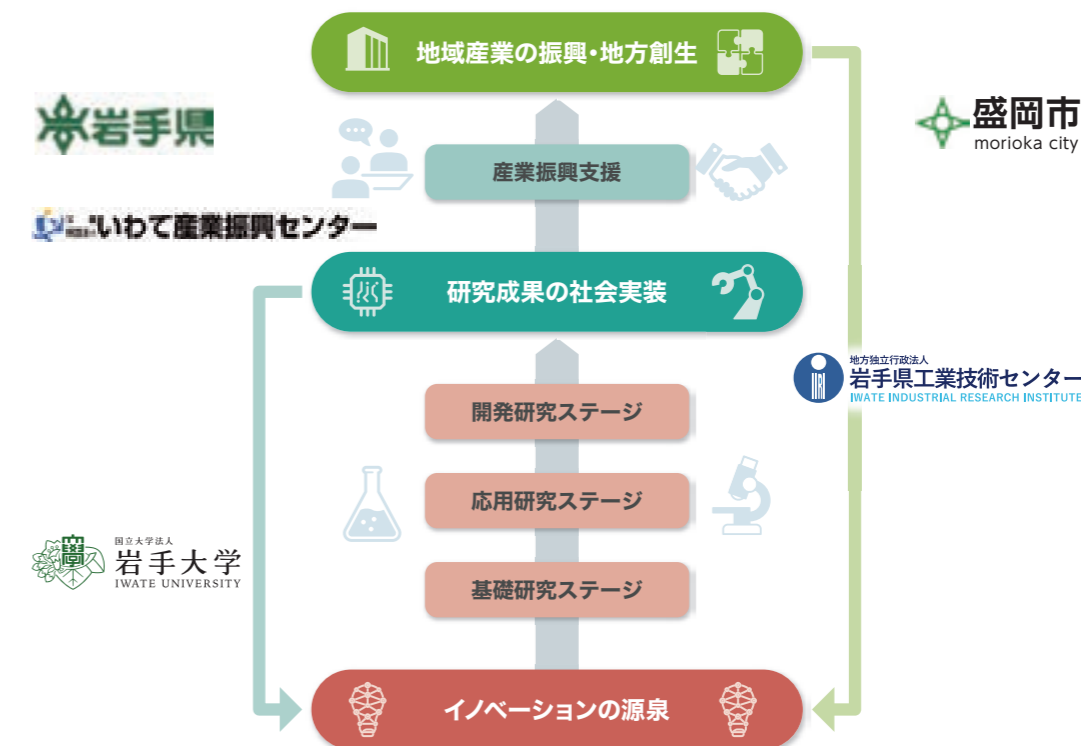 地域産業の振興・地方創生
岩手県
盛岡市
morioka city
産業振興支援
いわて産業振興センター
研究成果の社会実装
地方独立行政法人
岩手県工業技術センター
IWATE INDUSTRIAL RESEARCH INSTITUTE
開発研究ステージ
応用研究ステージ
国立大学法人
岩手大学
IWATE UNIVERSITY
基礎研究ステージ
イノベーションの源泉